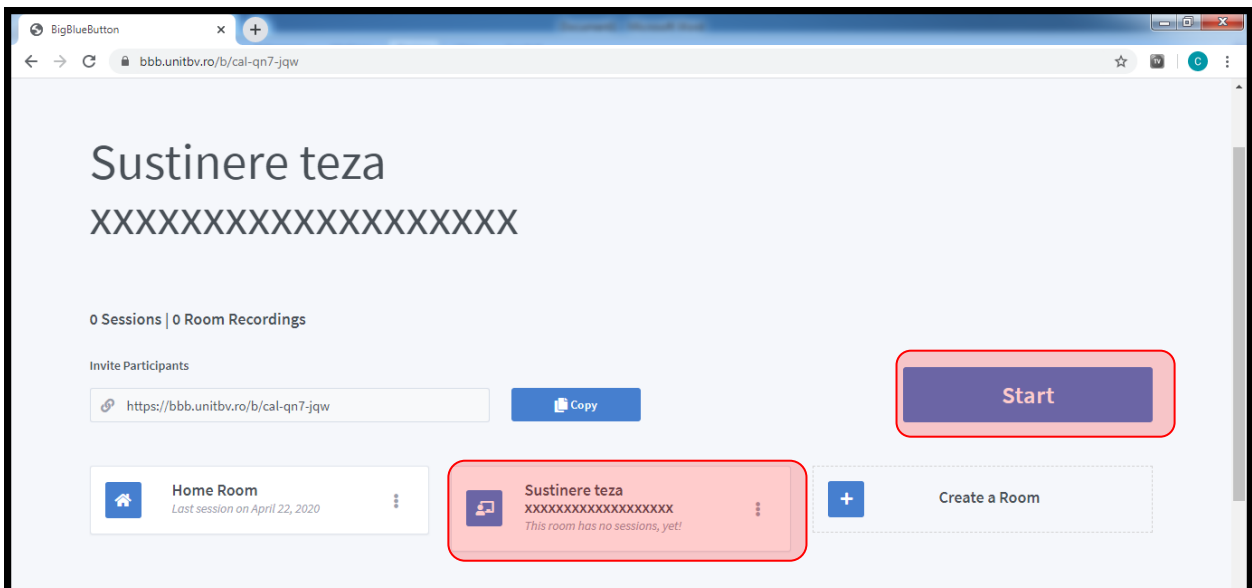 BigBlueButton
bbb.unitbv.ro/b/cal-qn7-jqw
C
Sustinere teza
xxxxxxxxxxxxxxxxxxx
0 Sessions | 0 Room Recordings
Invite Participants
https://bbb.unitbv.ro/b/cal-qn7-jqw
Copy
Start
Home Room
Last session on April 22, 2020
Sustinere teza
xxxxxxxxxxxxxxxxxxx
This room has no sessions, yet!
Create a Room